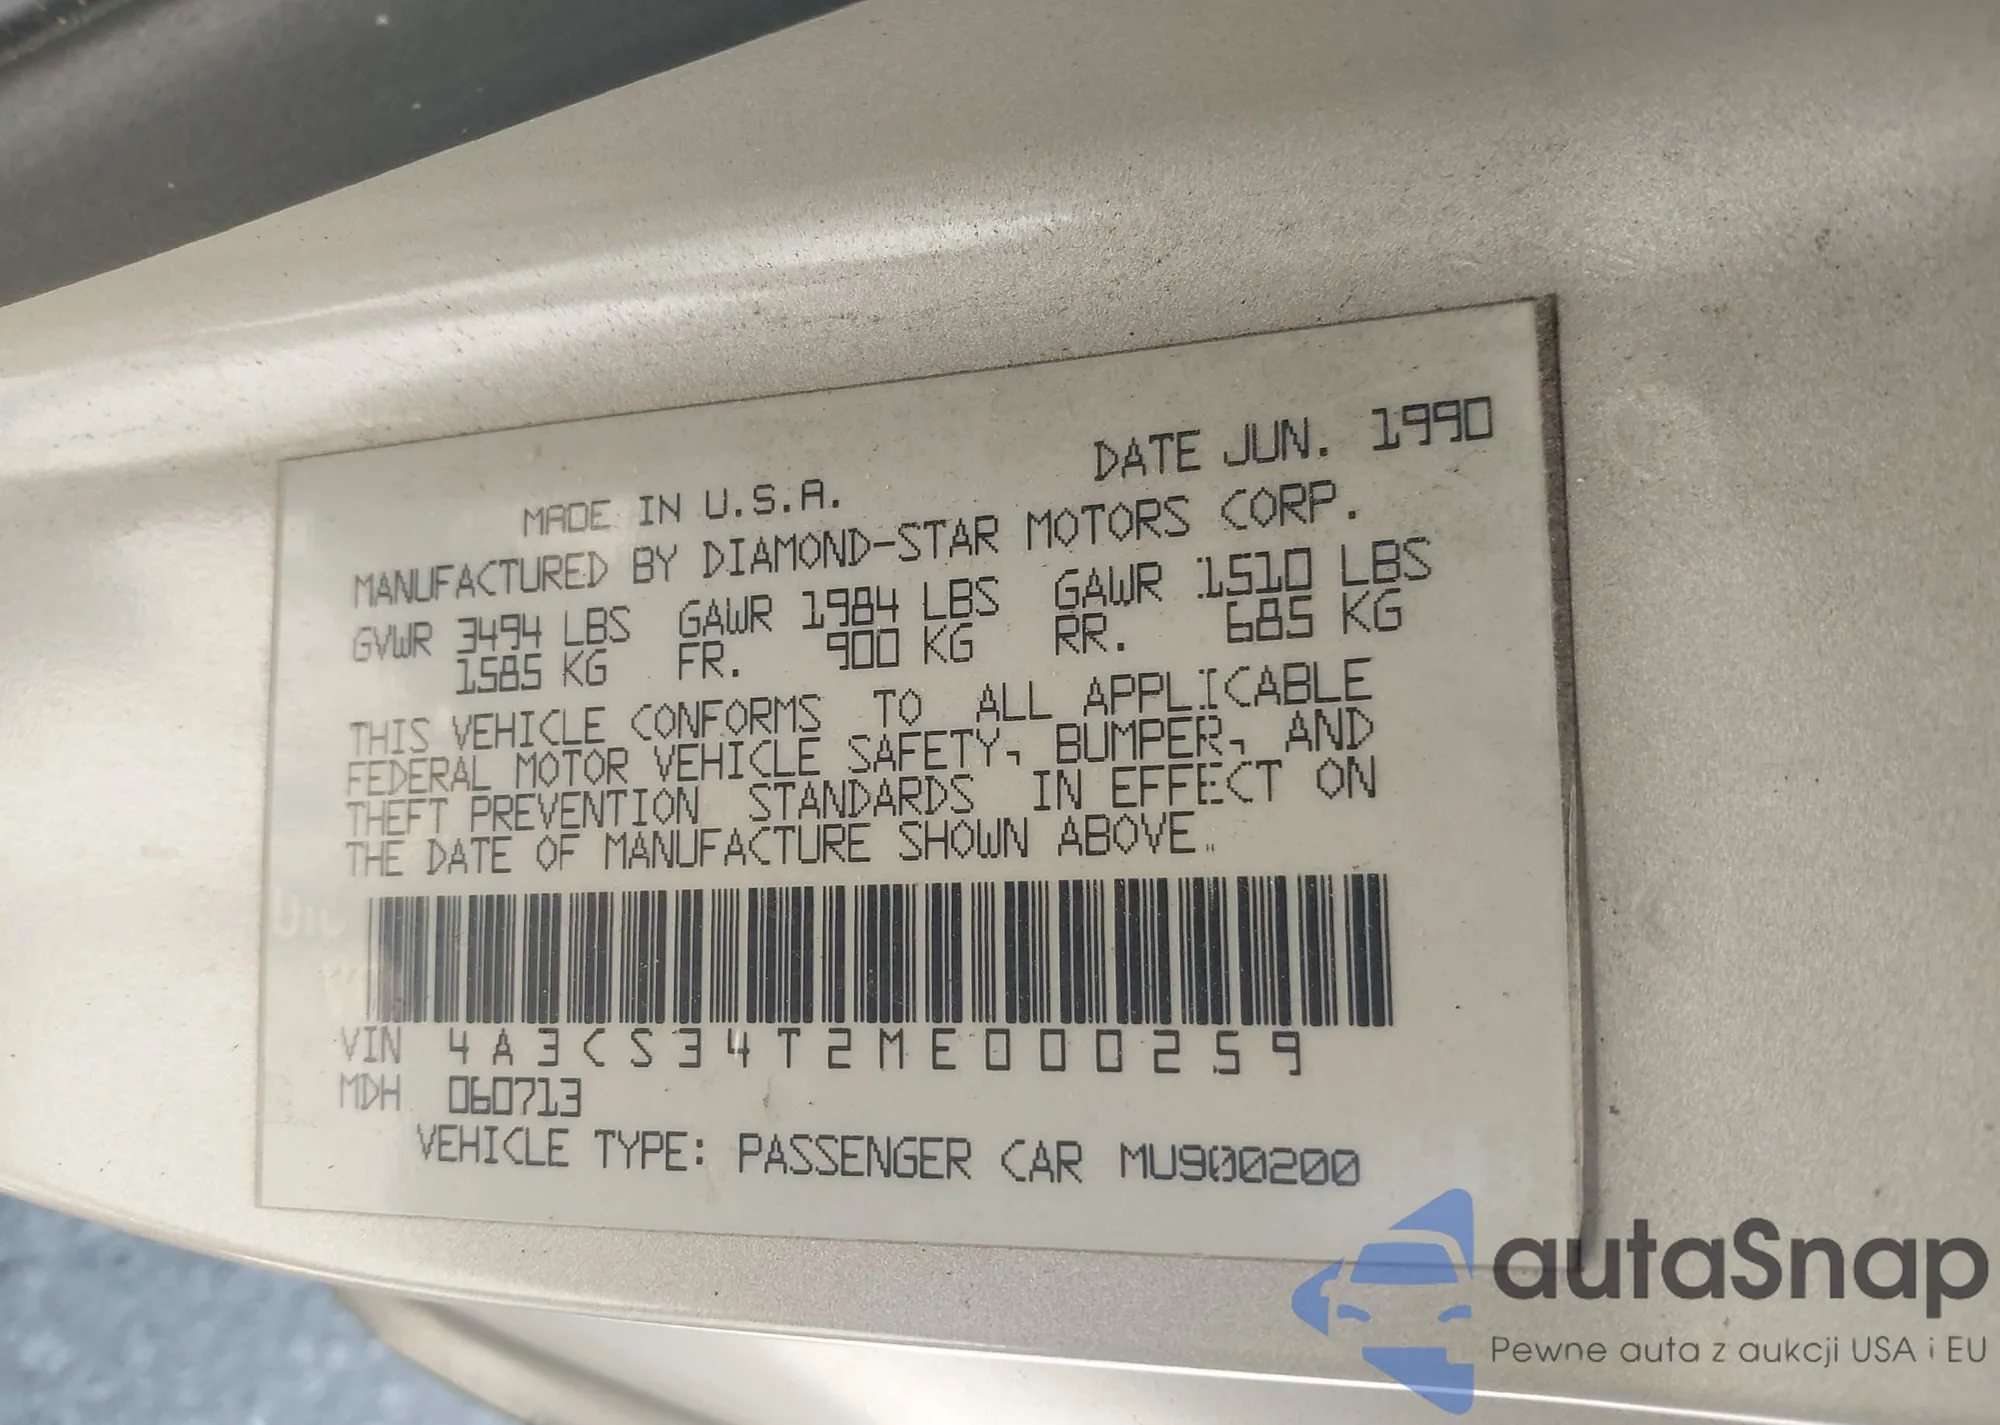 DATE JUN. 1990
MADE IN U.S.A.
MANUFACTURED BY DIAMOND-STAR MOTORS CORP.
GVWR 3494 LBS GAWR 1984 LBS GAWR 1510 LBS
1585 KG FR. 900 KG RR. 685 KG
THIS VEHICLE CONFORMS TO ALL APPLICABLE
FEDERAL MOTOR VEHICLE SAFETY, BUMPER, AND
THEFT PREVENTION STANDARDS IN EFFECT ON
THE DATE OF MANUFACTURE SHOWN ABOVE.
VIN 4A3CS34T2ME000259
MDH 060713
VEHICLE TYPE: PASSENGER CAR MU900200
autaSnap
Pewne auta z aukcji USA i EU